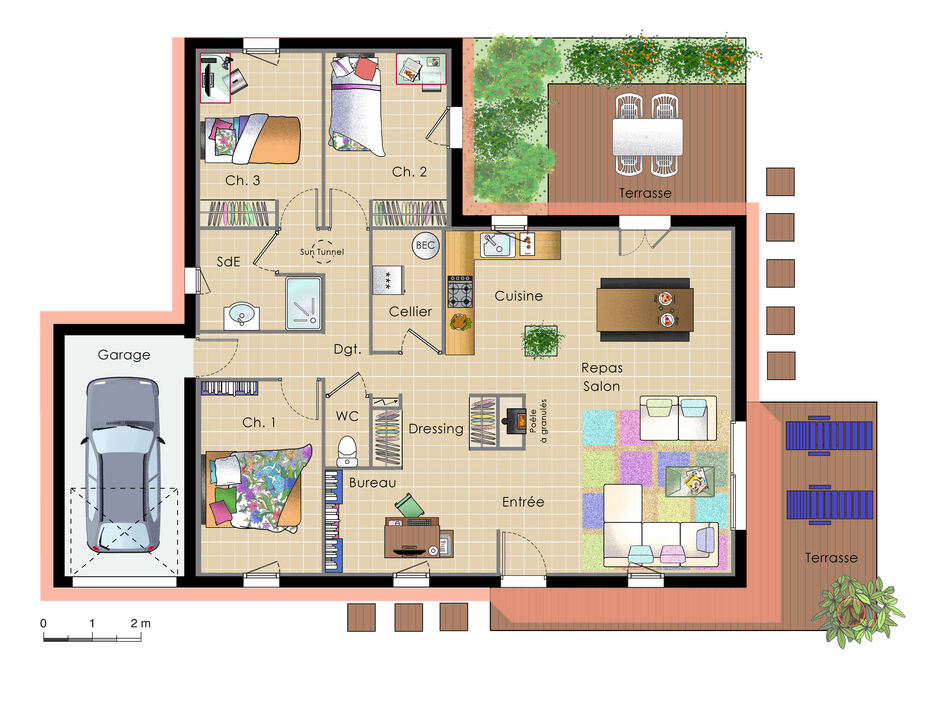 Terrasse
Ch. 3
Ch. 2
Sun Tunnel
BEC
SdE
Cuisine
Cellier
Garage
Dgt.
Repas
Salon
Ch. 1
WC
Dressing
Poêle
à granulés
Bureau
Entrée
Terrasse
0 1 2 m